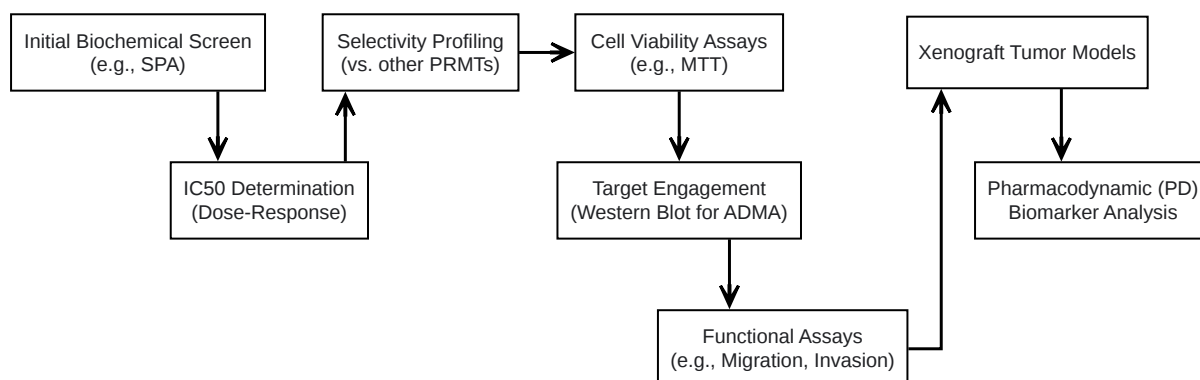 Initial Biochemical Screen
(e.g., SPA)
IC50 Determination
(Dose-Response)
Selectivity Profiling
(vs. other PRMTs)
Cell Viability Assays
(e.g., MTT)
Target Engagement
(Western Blot for ADMA)
Functional Assays
(e.g., Migration, Invasion)
Xenograft Tumor Models
Pharmacodynamic (PD)
Biomarker Analysis